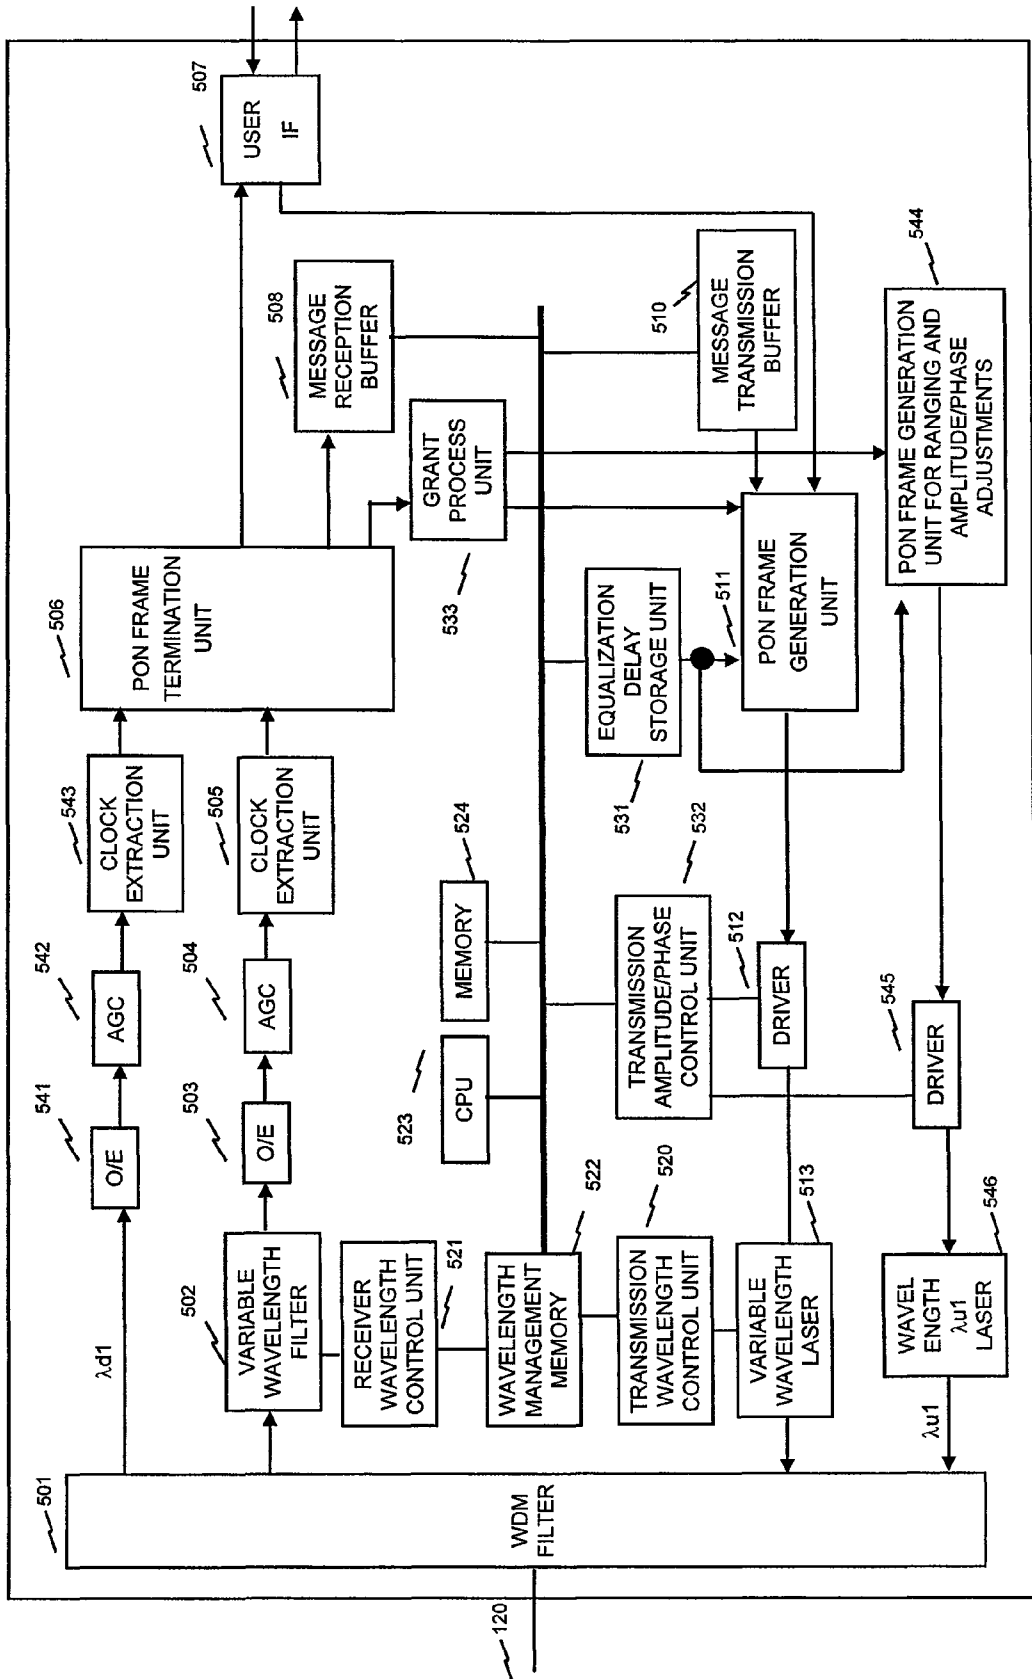 120
501
WDM
FILTER
λd1
502
VARIABLE
WAVELENGTH
FILTER
541
O/E
542
AGC
543
CLOCK
EXTRACTION
UNIT
503
O/E
504
AGC
505
CLOCK
EXTRACTION
UNIT
506
PON FRAME
TERMINATION
UNIT
507
USER
IF
508
MESSAGE
RECEPTION
BUFFER
521
RECEIVER
WAVELENGTH
CONTROL UNIT
523
CPU
524
MEMORY
533
GRANT
PROCESS
UNIT
522
WAVELENGTH
MANAGEMENT
MEMORY
520
TRANSMISSION
WAVELENGTH
CONTROL UNIT
532
TRANSMISSION
AMPLITUDE/PHASE
CONTROL UNIT
531
EQUALIZATION
DELAY
STORAGE UNIT
510
MESSAGE
TRANSMISSION
BUFFER
513
VARIABLE
WAVELENGTH
LASER
512
DRIVER
511
PON FRAME
GENERATION
UNIT
λu1
546
WAVEL
ENGTH
λu1
LASER
545
DRIVER
544
PON FRAME GENERATION
UNIT FOR RANGING AND
AMPLITUDE/PHASE
ADJUSTMENTS